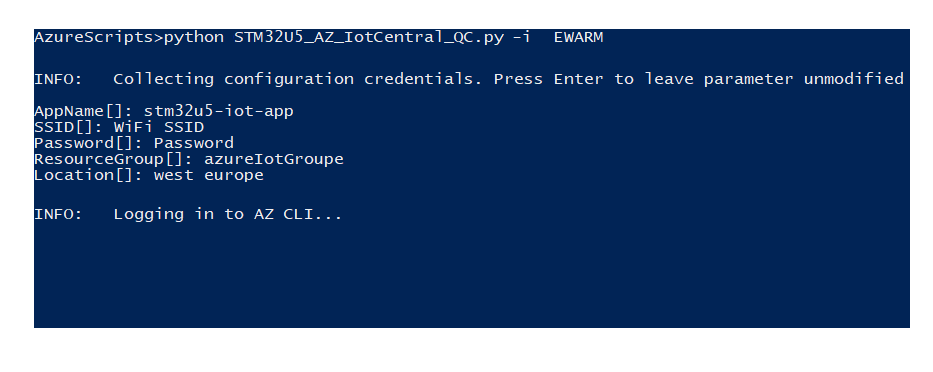 AzureScripts>python STM32U5_AZ_IotCentral_QC.py -i  EWARM
INFO:   Collecting configuration credentials. Press Enter to leave parameter unmodified
AppName[]: stm32u5-iot-app
SSID[]: WiFi SSID
Password[]: Password
ResourceGroup[]: azureIotGroupe
Location[]: west europe
INFO:   Logging in to AZ CLI...